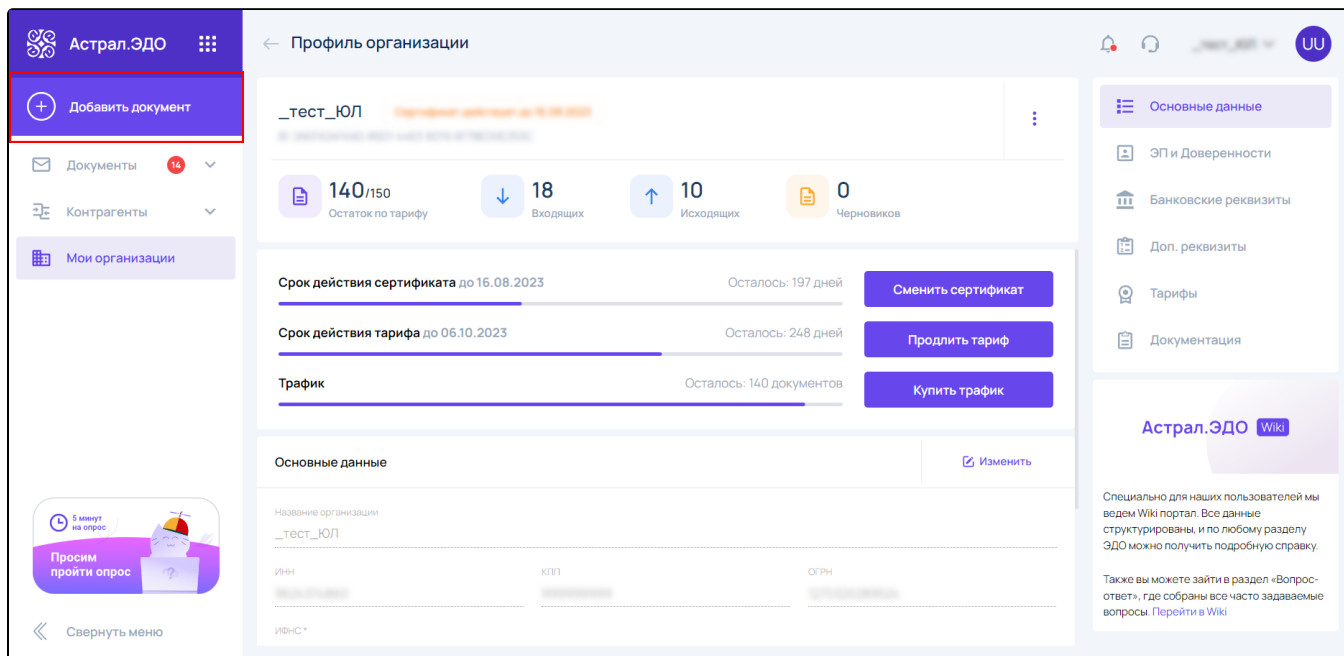 Астрал.ЭДО
Профиль организации
UU
Добавить документ
Документы 14
Контрагенты
Мои организации
5 минут
на опрос
Просим
пройти опрос
Свернуть меню
_тест_ЮЛ
140/150
Остаток по тарифу
18
Входящих
10
Исходящих
0
Черновиков
Срок действия сертификата до 16.08.2023 Осталось: 197 дней Сменить сертификат
Срок действия тарифа до 06.10.2023 Осталось: 248 дней Продлить тариф
Трафик Осталось: 140 документов Купить трафик
Основные данные Изменить
Название организации
_тест_ЮЛ
ИНН КПП ОГРН
ИФНС *
Основные данные
ЭП и Доверенности
Банковские реквизиты
Доп. реквизиты
Тарифы
Документация
Астрал.ЭДО Wiki
Специально для наших пользователей мы
ведем Wiki портал. Все данные
структурированы, и по любому разделу
ЭДО можно получить подробную справку.
Также вы можете зайти в раздел «Вопрос-
ответ», где собраны все часто задаваемые
вопросы. Перейти в Wiki